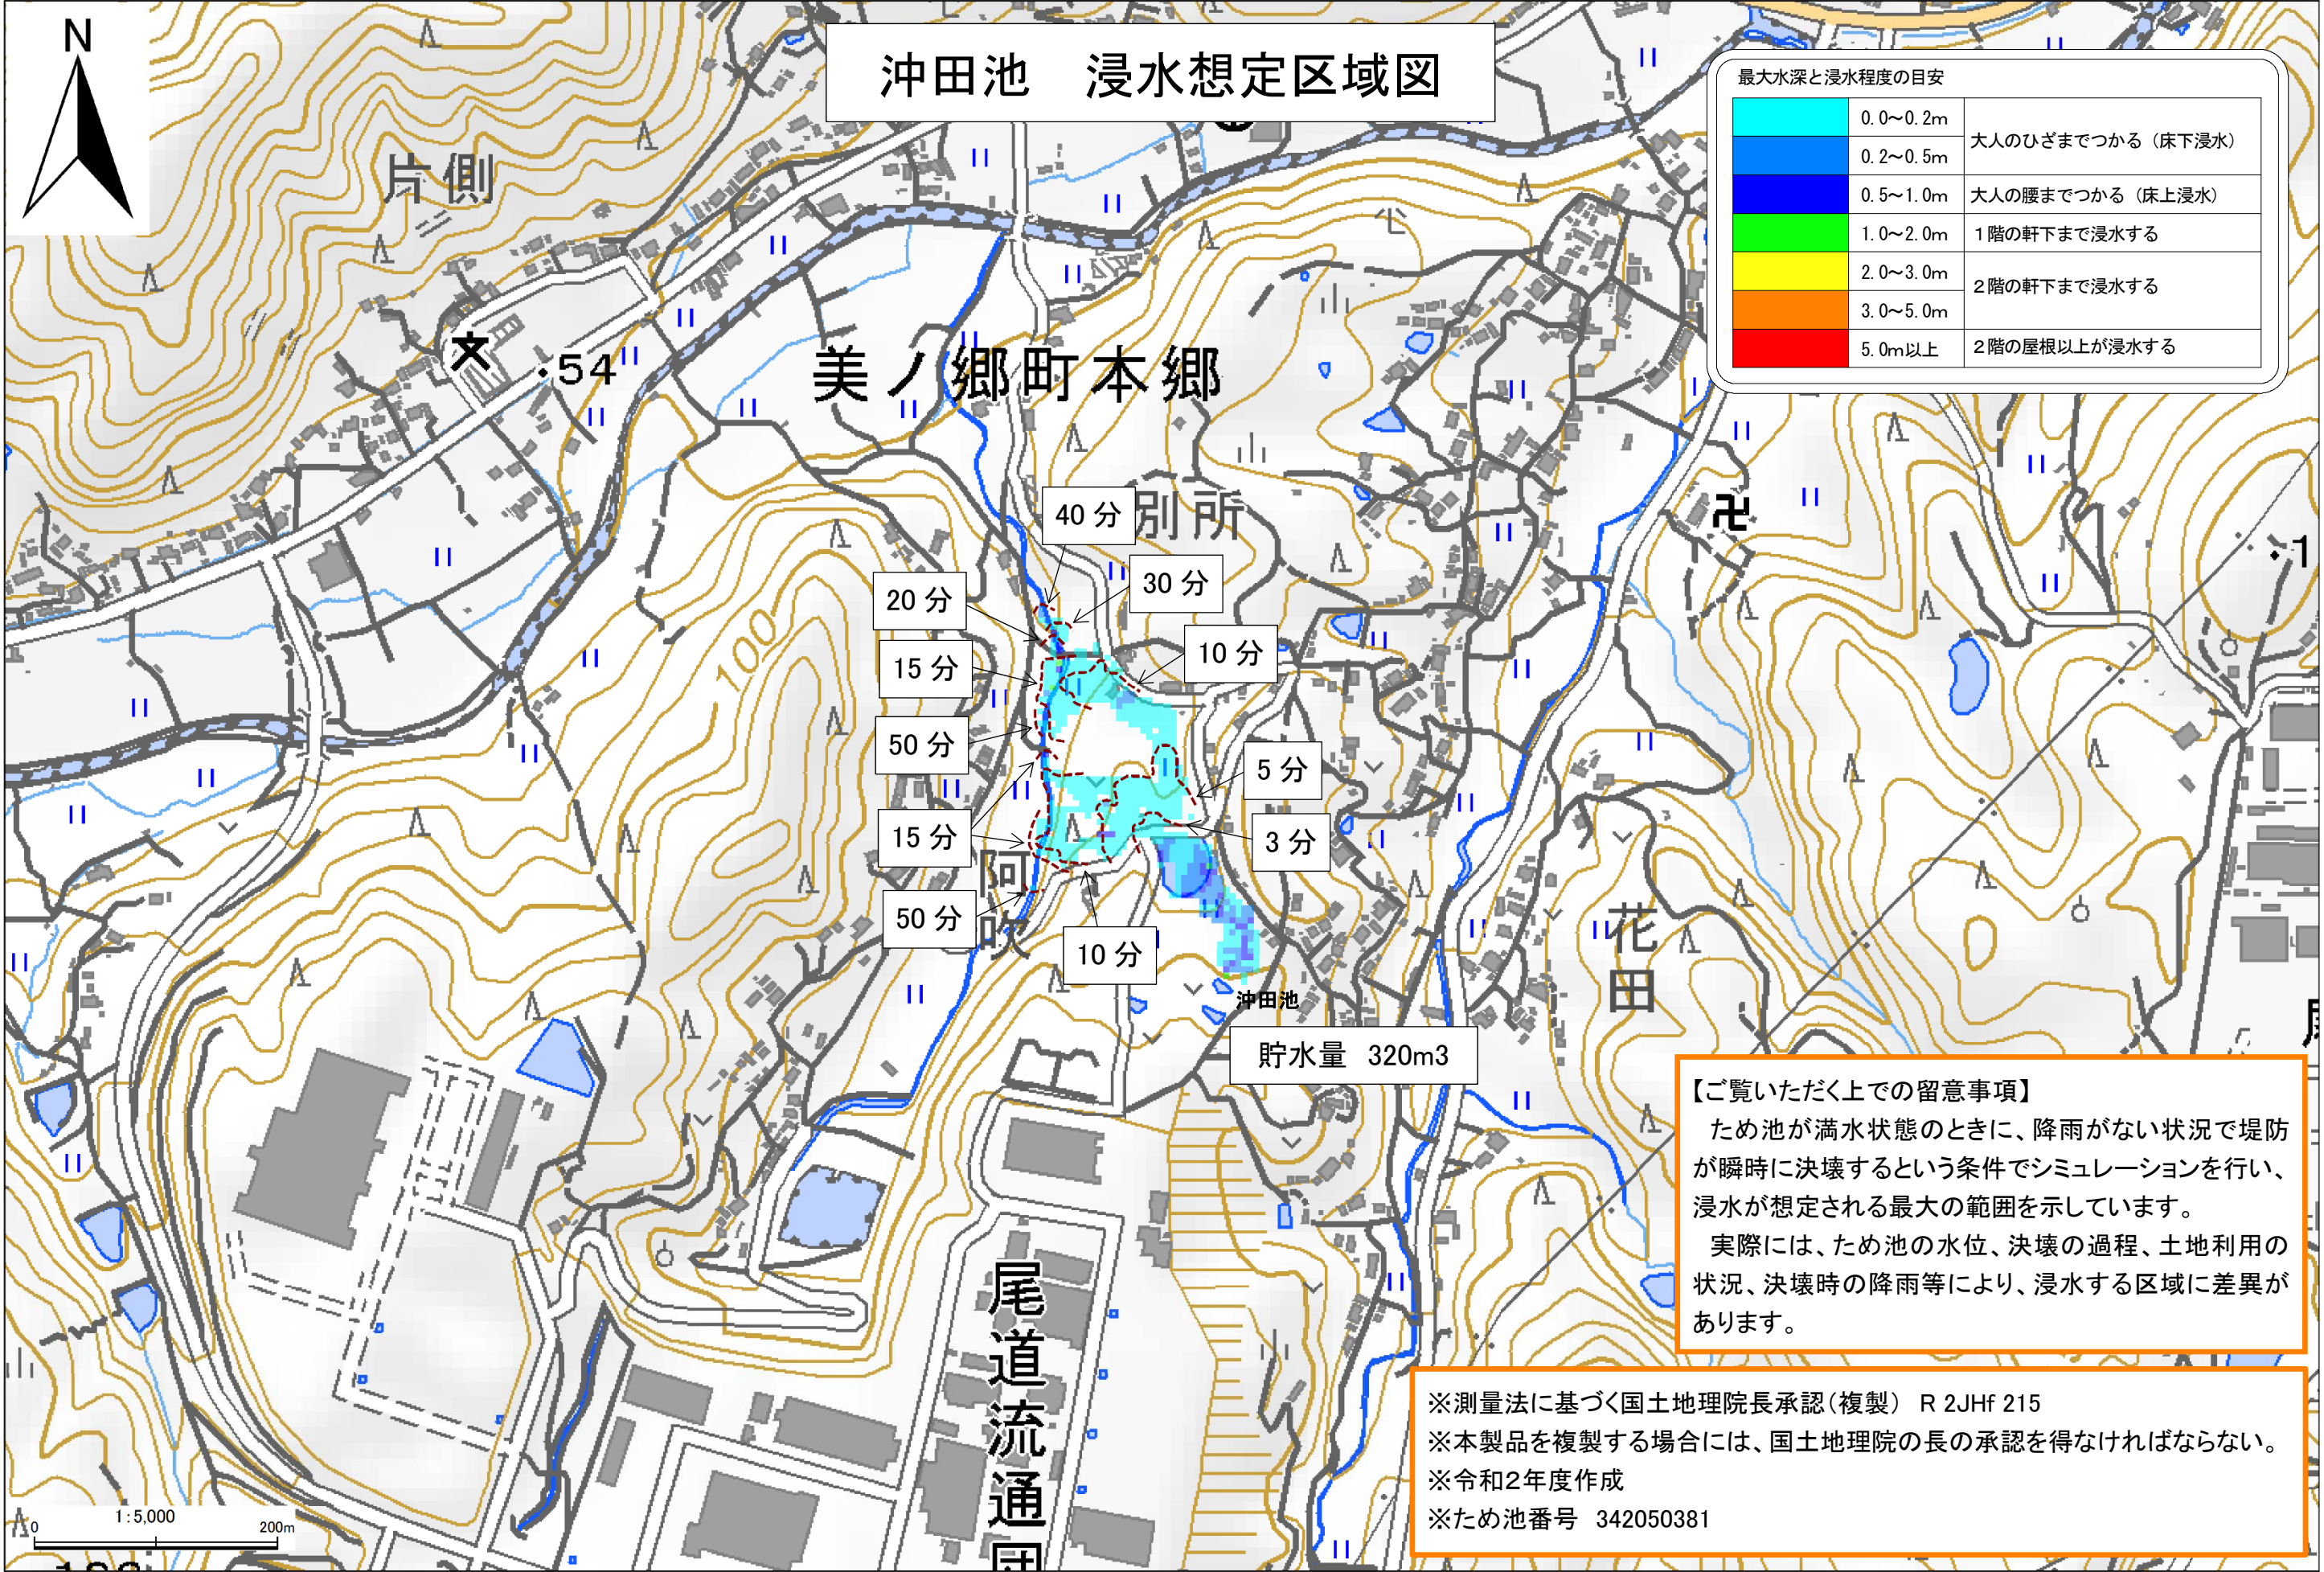 N
沖田池　浸水想定区域図
最大水深と浸水程度の目安
0.0～0.2m
大人のひざまでつかる（床下浸水）
0.2～0.5m
0.5～1.0m 大人の腰までつかる（床上浸水）
1.0～2.0m 1階の軒下まで浸水する
2.0～3.0m
2階の軒下まで浸水する
3.0～5.0m
5.0m以上 2階の屋根以上が浸水する
片側
54
美ノ郷町本郷
別所
40 分
30 分
20 分
10 分
15 分
50 分
5 分
15 分
3 分
50 分
10 分
100
阿吹
花田
沖田池
貯水量 320m3
尾道流通団
【ご覧いただく上での留意事項】
ため池が満水状態のときに、降雨がない状況で堤防
が瞬時に決壊するという条件でシミュレーションを行い、
浸水が想定される最大の範囲を示しています。
実際には、ため池の水位、決壊の過程、土地利用の
状況、決壊時の降雨等により、浸水する区域に差異が
あります。
※測量法に基づく国土地理院長承認（複製） R 2JHf 215
※本製品を複製する場合には、国土地理院の長の承認を得なければならない。
※令和2年度作成
※ため池番号 342050381
1:5,000
0 200m